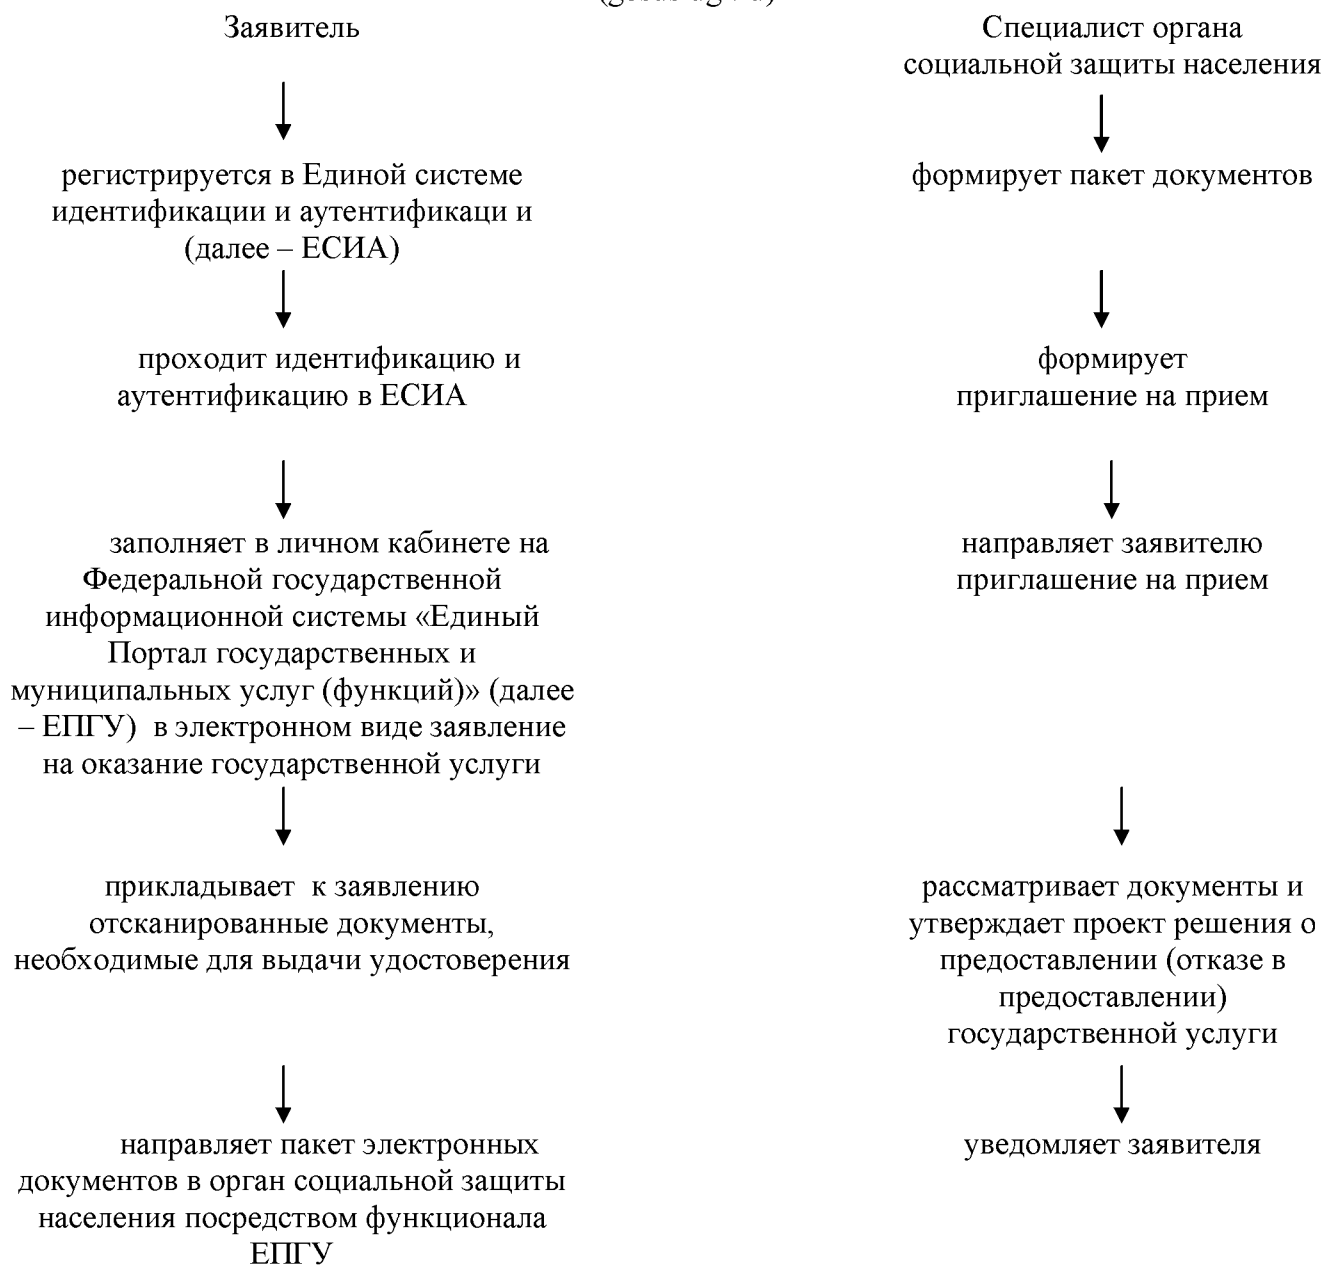 Заявитель
регистрируется в Единой системе
идентификации и аутентификаци и
(далее – ЕСИА)
проходит идентификацию и
аутентификацию в ЕСИА
заполняет в личном кабинете на
Федеральной государственной
информационной системы «Единый
Портал государственных и
муниципальных услуг (функций)» (далее
– ЕПГУ)  в электронном виде заявление
на оказание государственной услуги
прикладывает  к заявлению
отсканированные документы,
необходимые для выдачи удостоверения
направляет пакет электронных
документов в орган социальной защиты
населения посредством функционала
ЕПГУ
Специалист органа
социальной защиты населения
формирует пакет документов
формирует
приглашение на прием
направляет заявителю
приглашение на прием
рассматривает документы и
утверждает проект решения о
предоставлении (отказе в
предоставлении)
государственной услуги
уведомляет заявителя